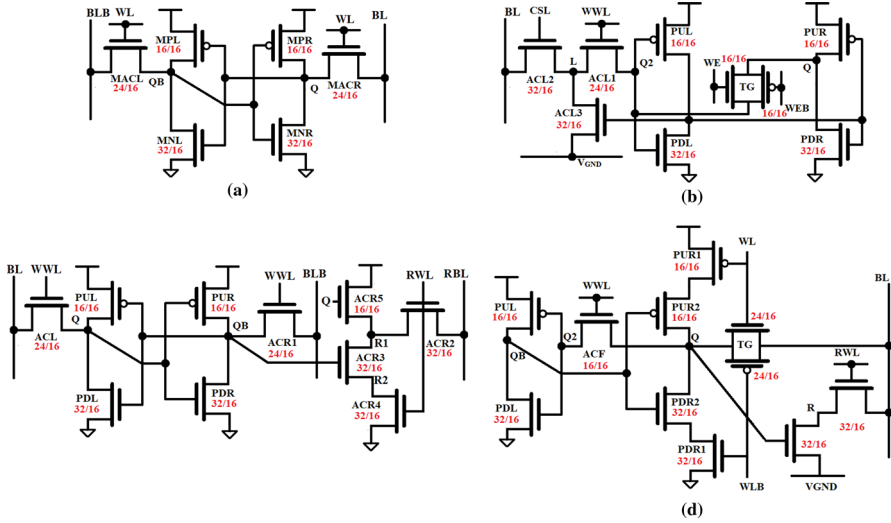 BLB
WL
MPL
16/16
MPR
16/16
WL
BL
MACL
24/16
QB
Q
MACR
24/16
MNL
32/16
MNR
32/16
(a)
BL
CSL
WWL
PUL
16/16
PUR
16/16
L
Q2
WE
16/16
Q
TG
WEB
16/16
ACL2
32/16
ACL1
24/16
ACL3
32/16
PDL
32/16
PDR
32/16
VGND
(b)
BL
WWL
PUL
16/16
PUR
16/16
WWL
BLB
Q
ACR5
16/16
RWL
RBL
Q
QB
ACL
24/16
ACR1
24/16
R1
ACR3
32/16
R2
ACR2
32/16
PDL
32/16
PDR
32/16
ACR4
32/16
PUR1
16/16
WL
BL
PUL
16/16
WWL
PUR2
16/16
24/16
QB
Q2
ACF
16/16
Q
TG
24/16
RWL
PDL
32/16
PDR2
32/16
R
32/16
32/16
PDR1
32/16
WLB
VGND
(d)